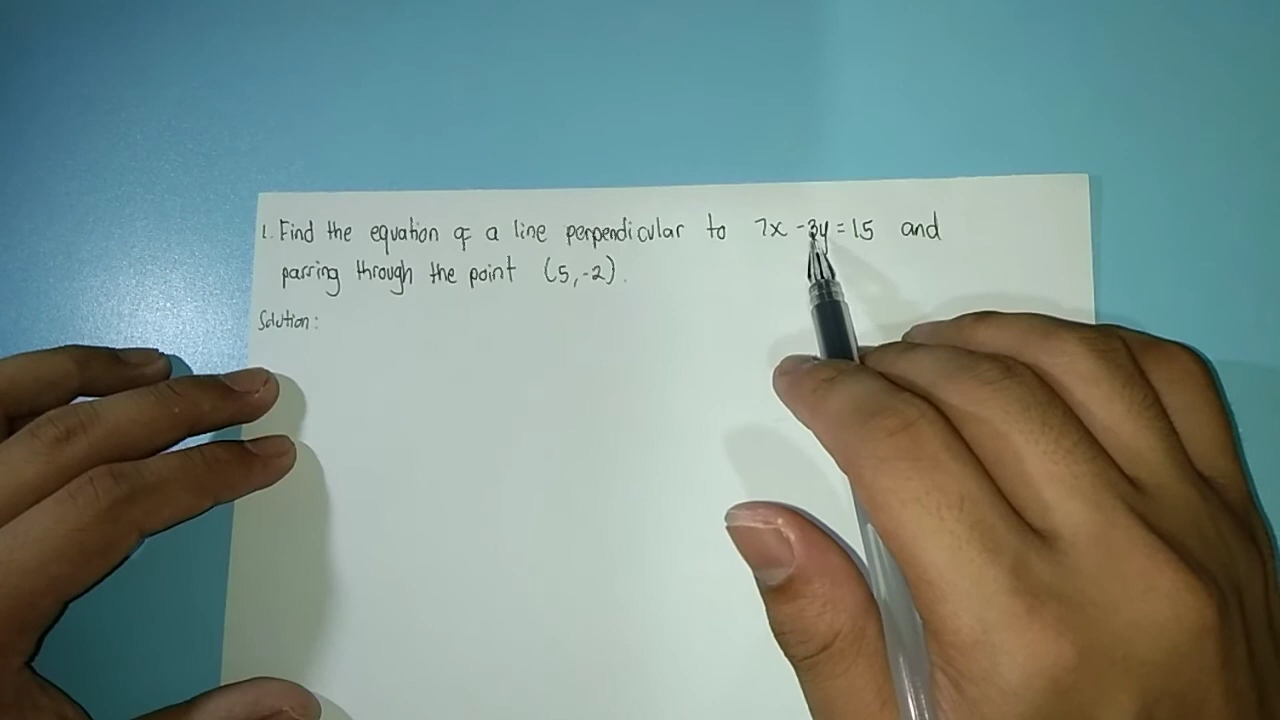 1. Find the equation of a line perpendicular to 7x - 3y = 15 and
passing through the point (5, -2).
Solution: